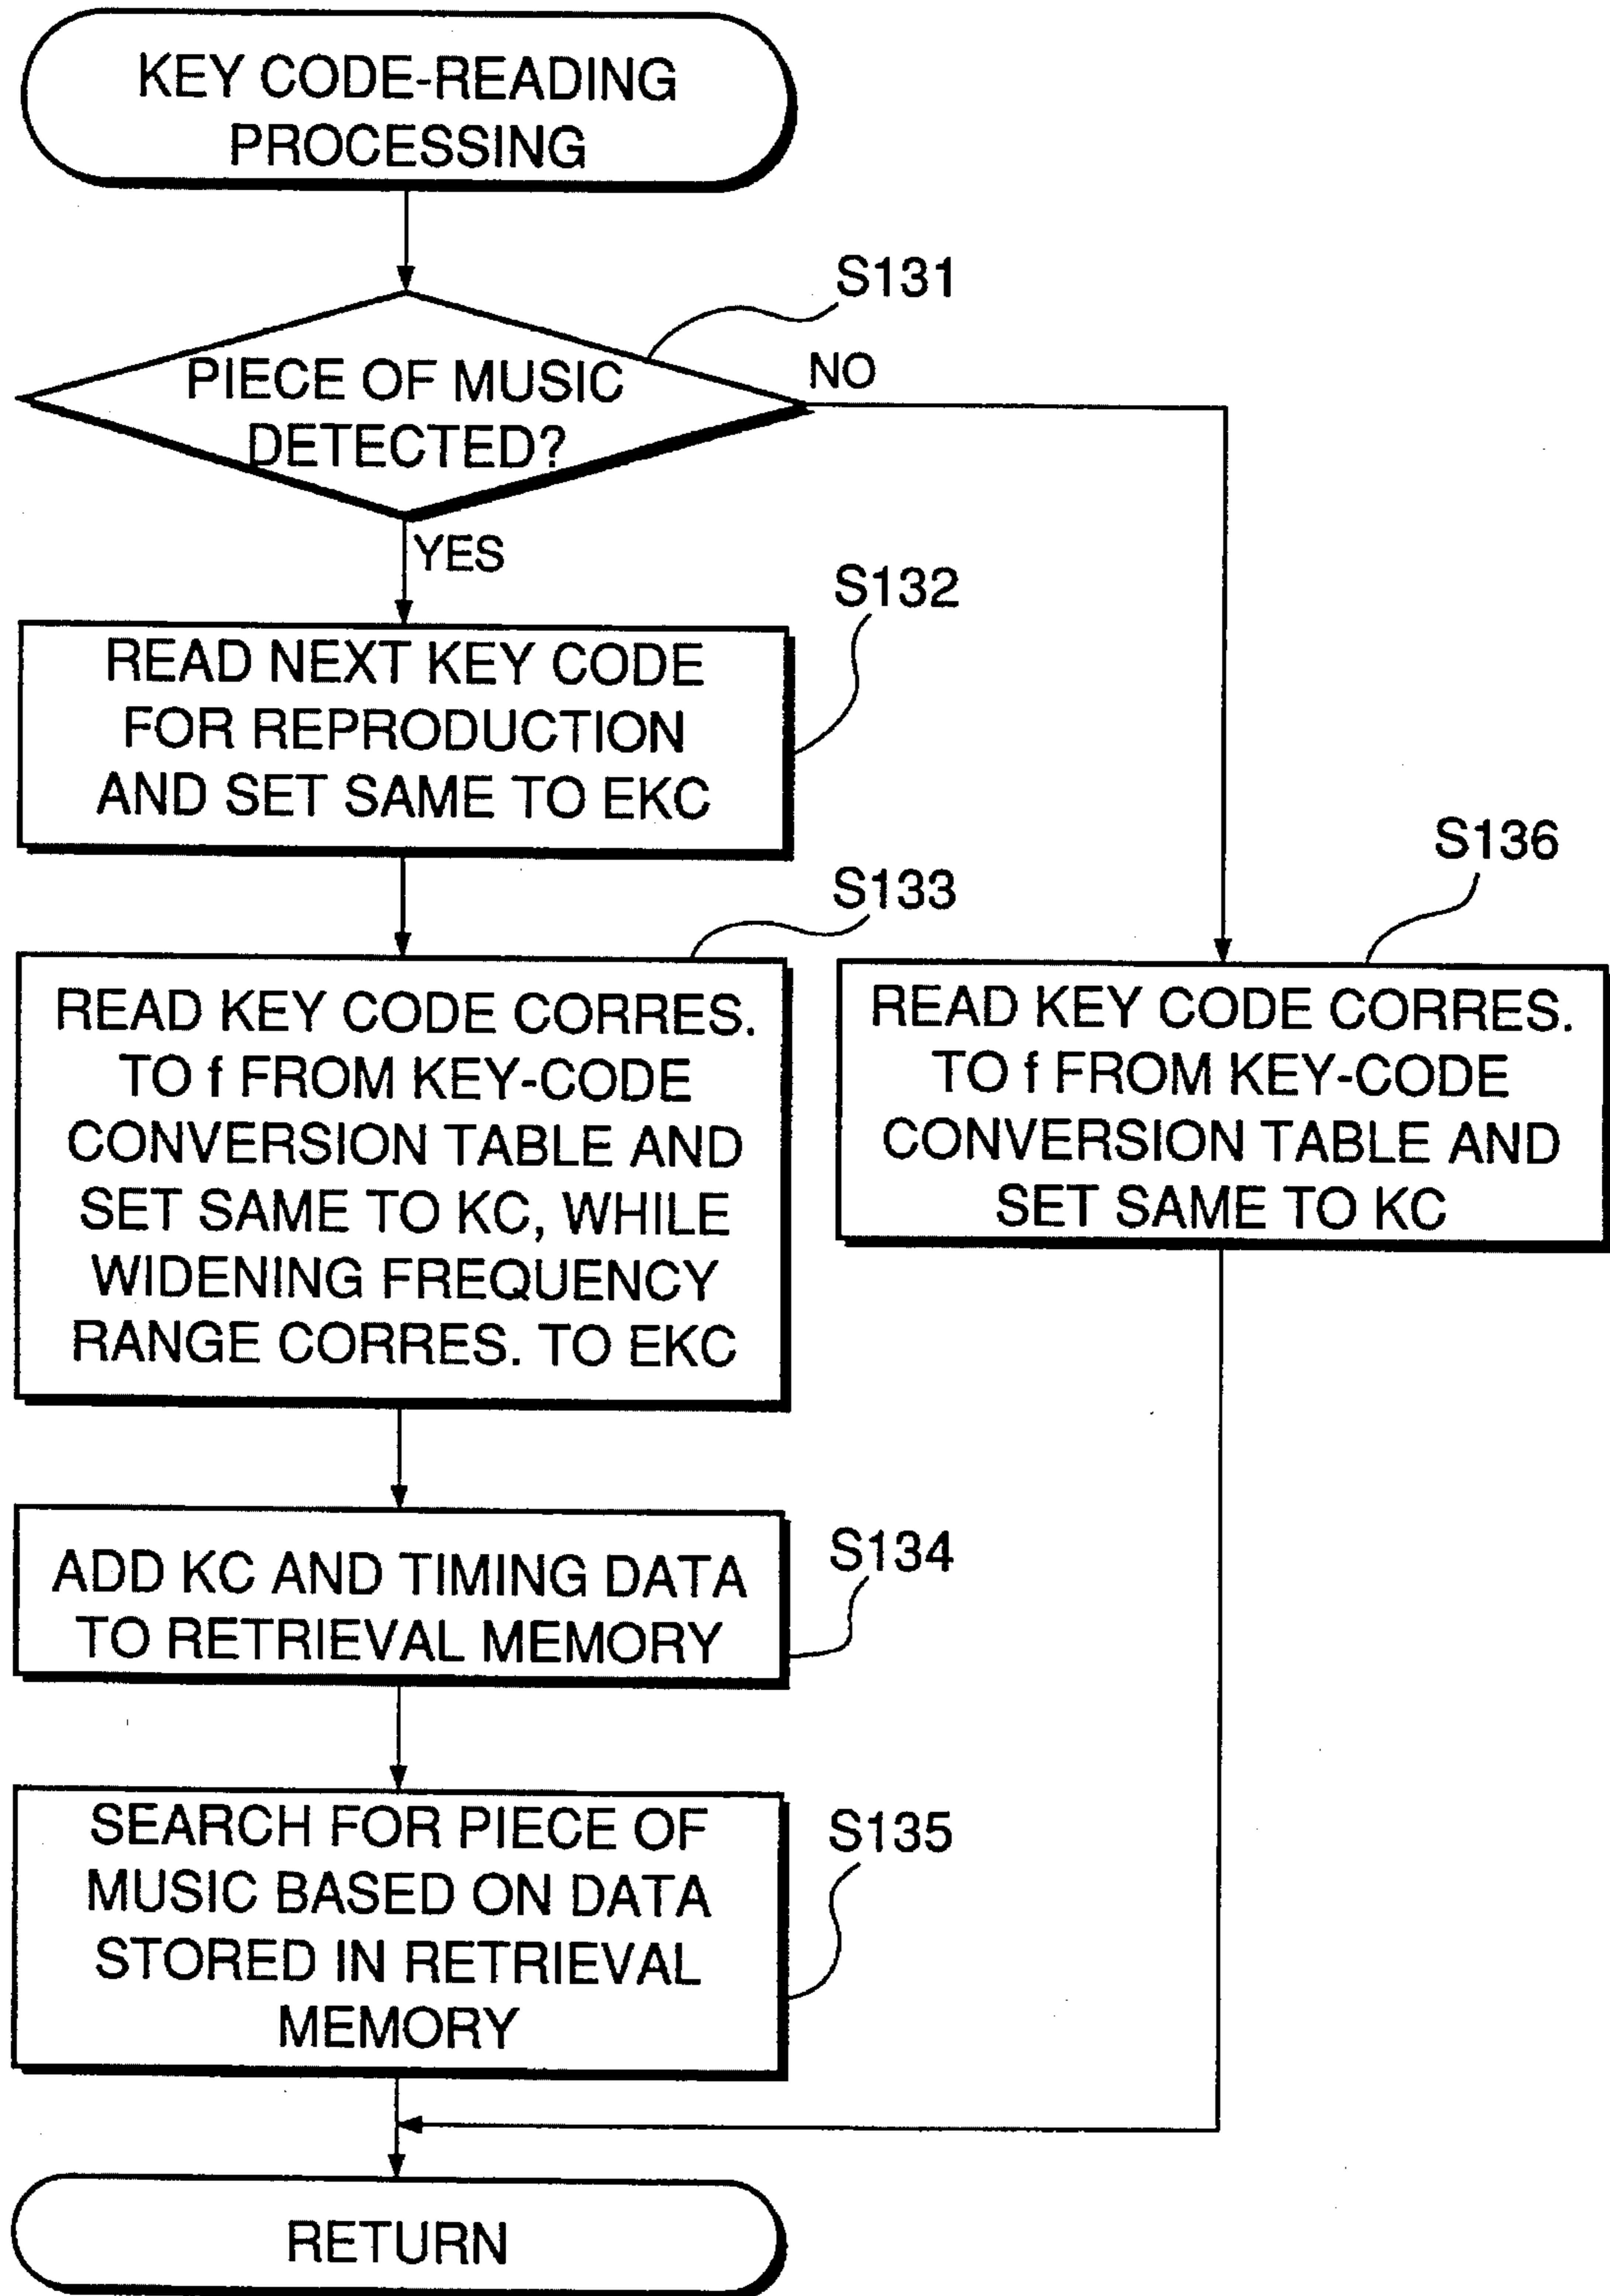 KEY CODE-READING
PROCESSING
S131
PIECE OF MUSIC
DETECTED?
NO
YES
S132
READ NEXT KEY CODE
FOR REPRODUCTION
AND SET SAME TO EKC
S133
READ KEY CODE CORRES.
TO f FROM KEY-CODE
CONVERSION TABLE AND
SET SAME TO KC, WHILE
WIDENING FREQUENCY
RANGE CORRES. TO EKC
S136
READ KEY CODE CORRES.
TO f FROM KEY-CODE
CONVERSION TABLE AND
SET SAME TO KC
S134
ADD KC AND TIMING DATA
TO RETRIEVAL MEMORY
S135
SEARCH FOR PIECE OF
MUSIC BASED ON DATA
STORED IN RETRIEVAL
MEMORY
RETURN